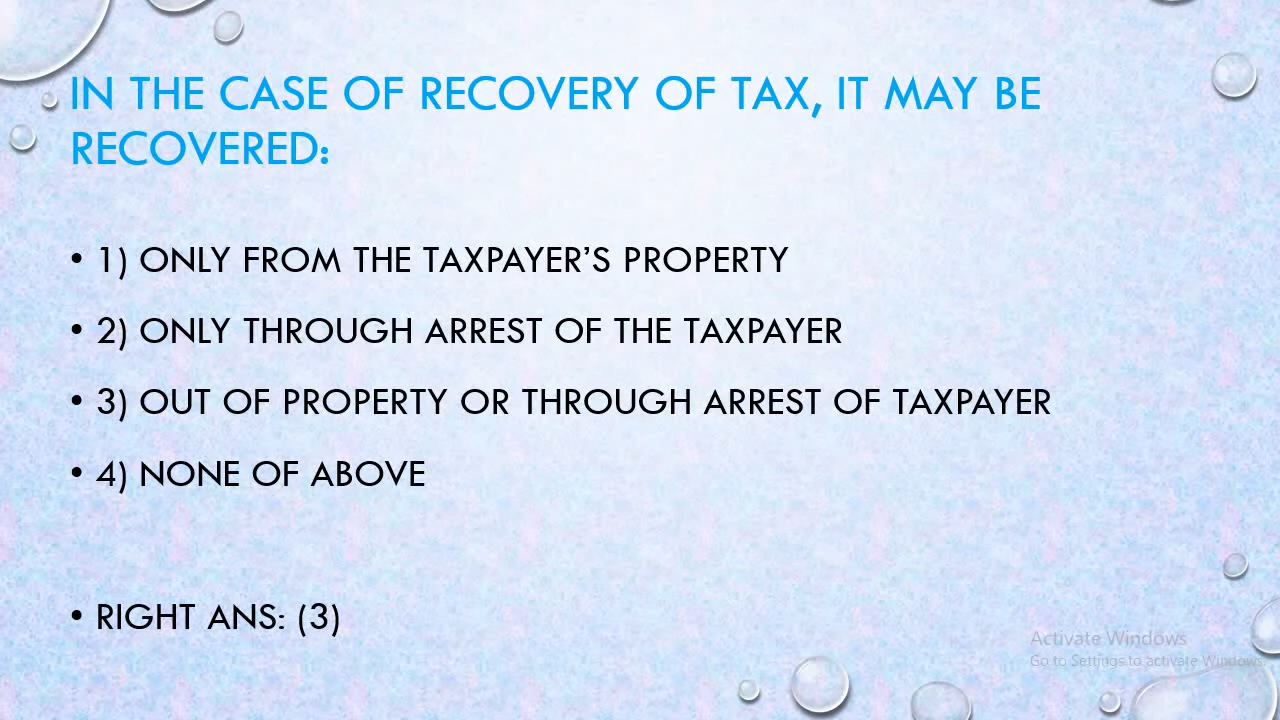 IN THE CASE OF RECOVERY OF TAX, IT MAY BE
RECOVERED:
• 1) ONLY FROM THE TAXPAYER’S PROPERTY
• 2) ONLY THROUGH ARREST OF THE TAXPAYER
• 3) OUT OF PROPERTY OR THROUGH ARREST OF TAXPAYER
• 4) NONE OF ABOVE
• RIGHT ANS: (3)
Activate Windows
Go to Settings to activate Windows.